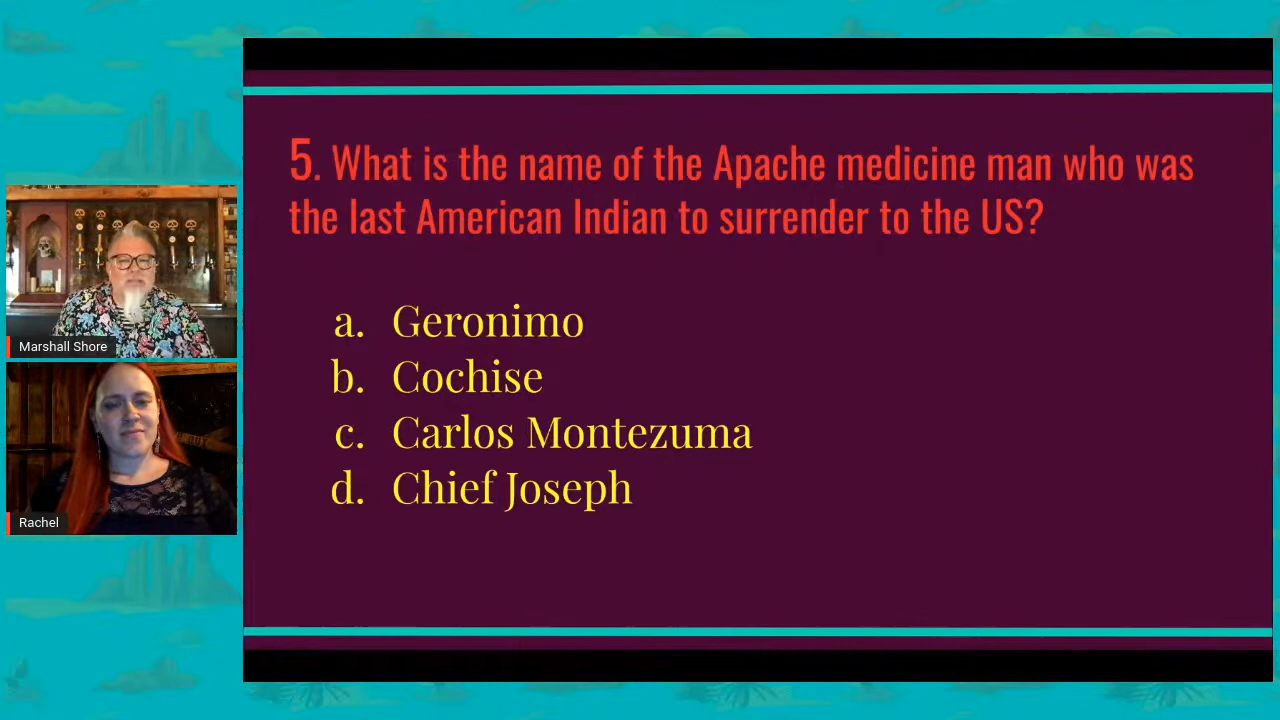 5. What is the name of the Apache medicine man who was
the last American Indian to surrender to the US?
a. Geronimo
b. Cochise
c. Carlos Montezuma
d. Chief Joseph
Marshall Shore
Rachel